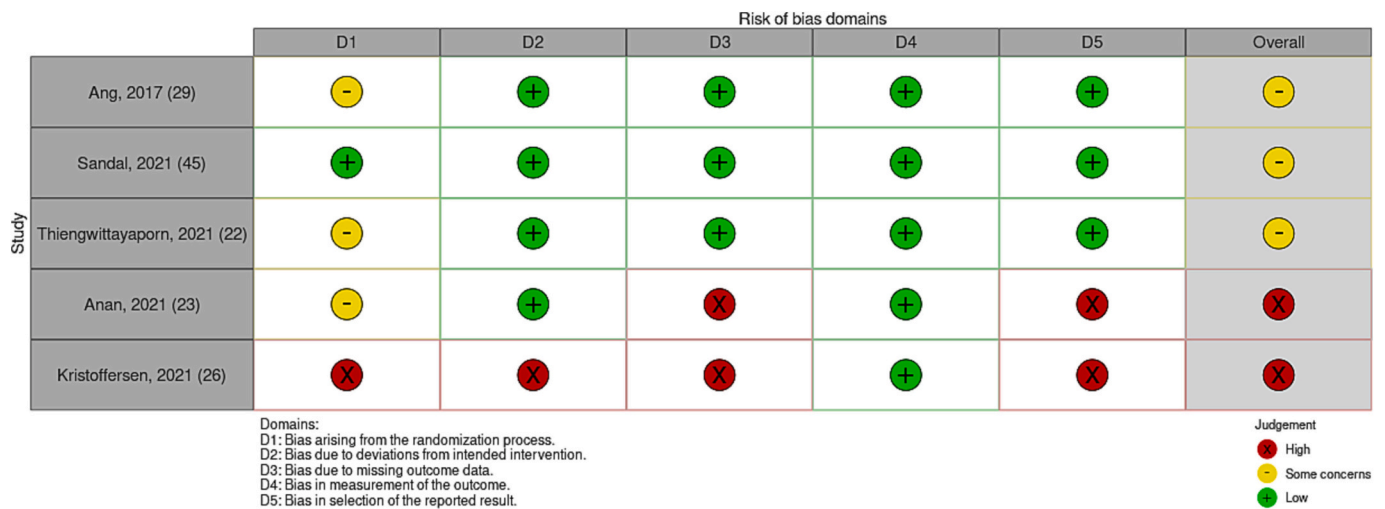 Risk of bias domains
D1 D2 D3 D4 D5 Overall
Study
Ang, 2017 (29) - + + + + -
Sandal, 2021 (45) + + + + + -
Thiengwittayaporn, 2021 (22) - + + + + -
Anan, 2021 (23) - + X + X X
Kristoffersen, 2021 (26) X X X + X X
Domains:
D1: Bias arising from the randomization process.
D2: Bias due to deviations from intended intervention.
D3: Bias due to missing outcome data.
D4: Bias in measurement of the outcome.
D5: Bias in selection of the reported result.
Judgement
X High
- Some concerns
+ Low